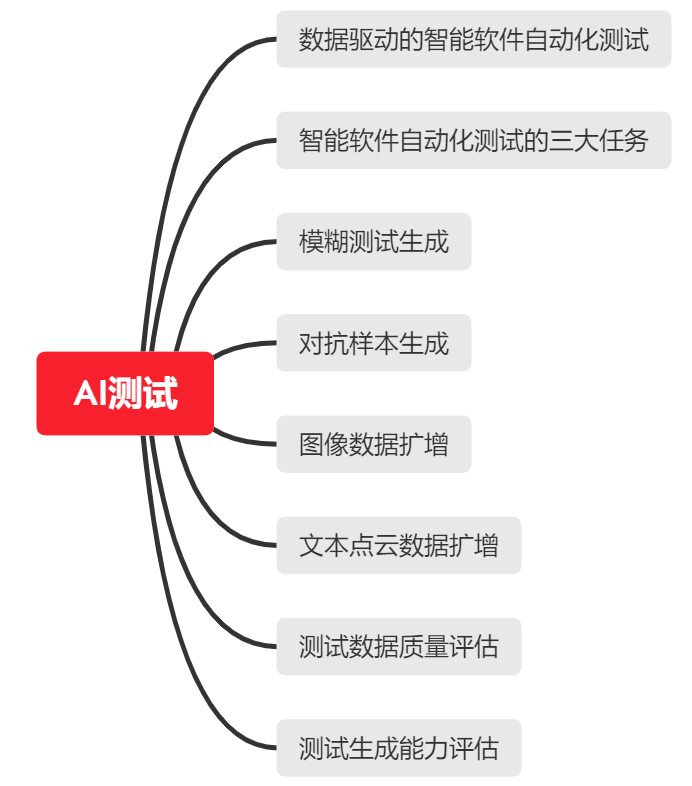 数据驱动的智能软件自动化测试
智能软件自动化测试的三大任务
模糊测试生成
对抗样本生成
AI测试
图像数据扩增
文本点云数据扩增
测试数据质量评估
测试生成能力评估